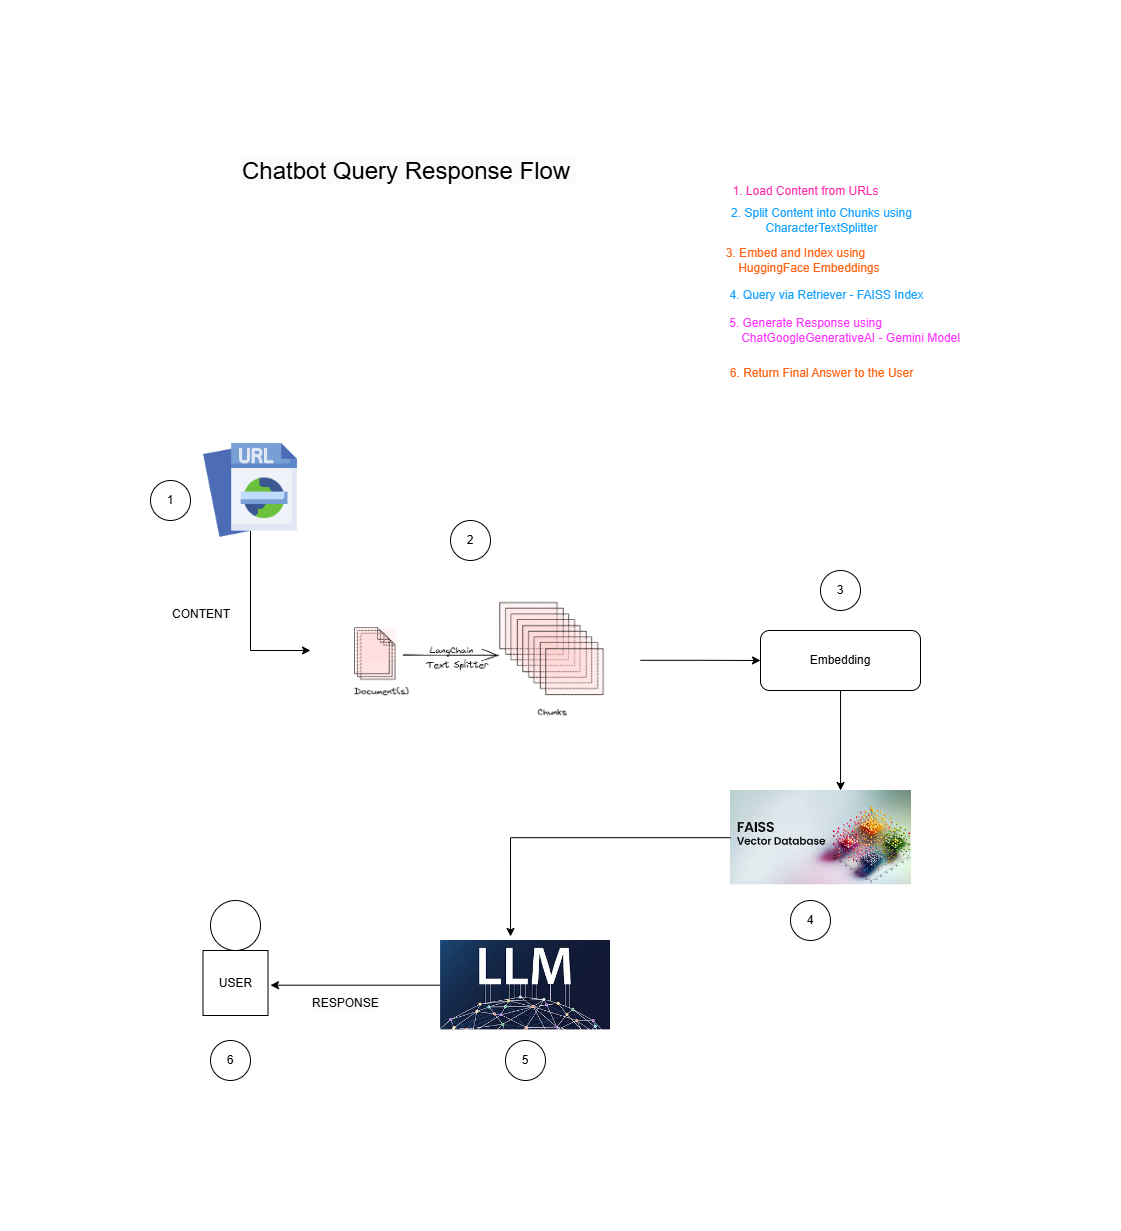 Chatbot Query Response Flow
1. Load Content from URLs
2. Split Content into Chunks using
CharacterTextSplitter
3. Embed and Index using
HuggingFace Embeddings
4. Query via Retriever - FAISS Index
5. Generate Response using
ChatGoogleGenerativeAI - Gemini Model
6. Return Final Answer to the User
URL
1
2
3
CONTENT
LangChain
Text Splitter
Embedding
Document(s)
Chunks
FAISS
Vector Database
4
LLM
USER
RESPONSE
6
5